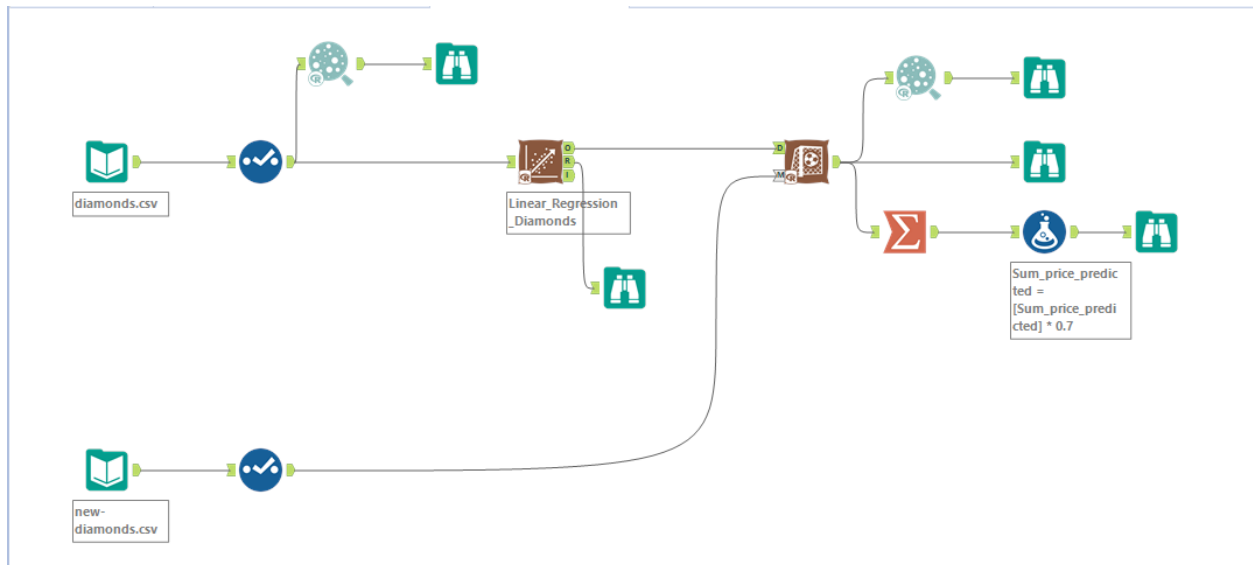 diamonds.csv
O
R
I
Linear_Regression
_Diamonds
D
M
Sum_price_predic
ted =
[Sum_price_predi
cted] * 0.7
new-
diamonds.csv